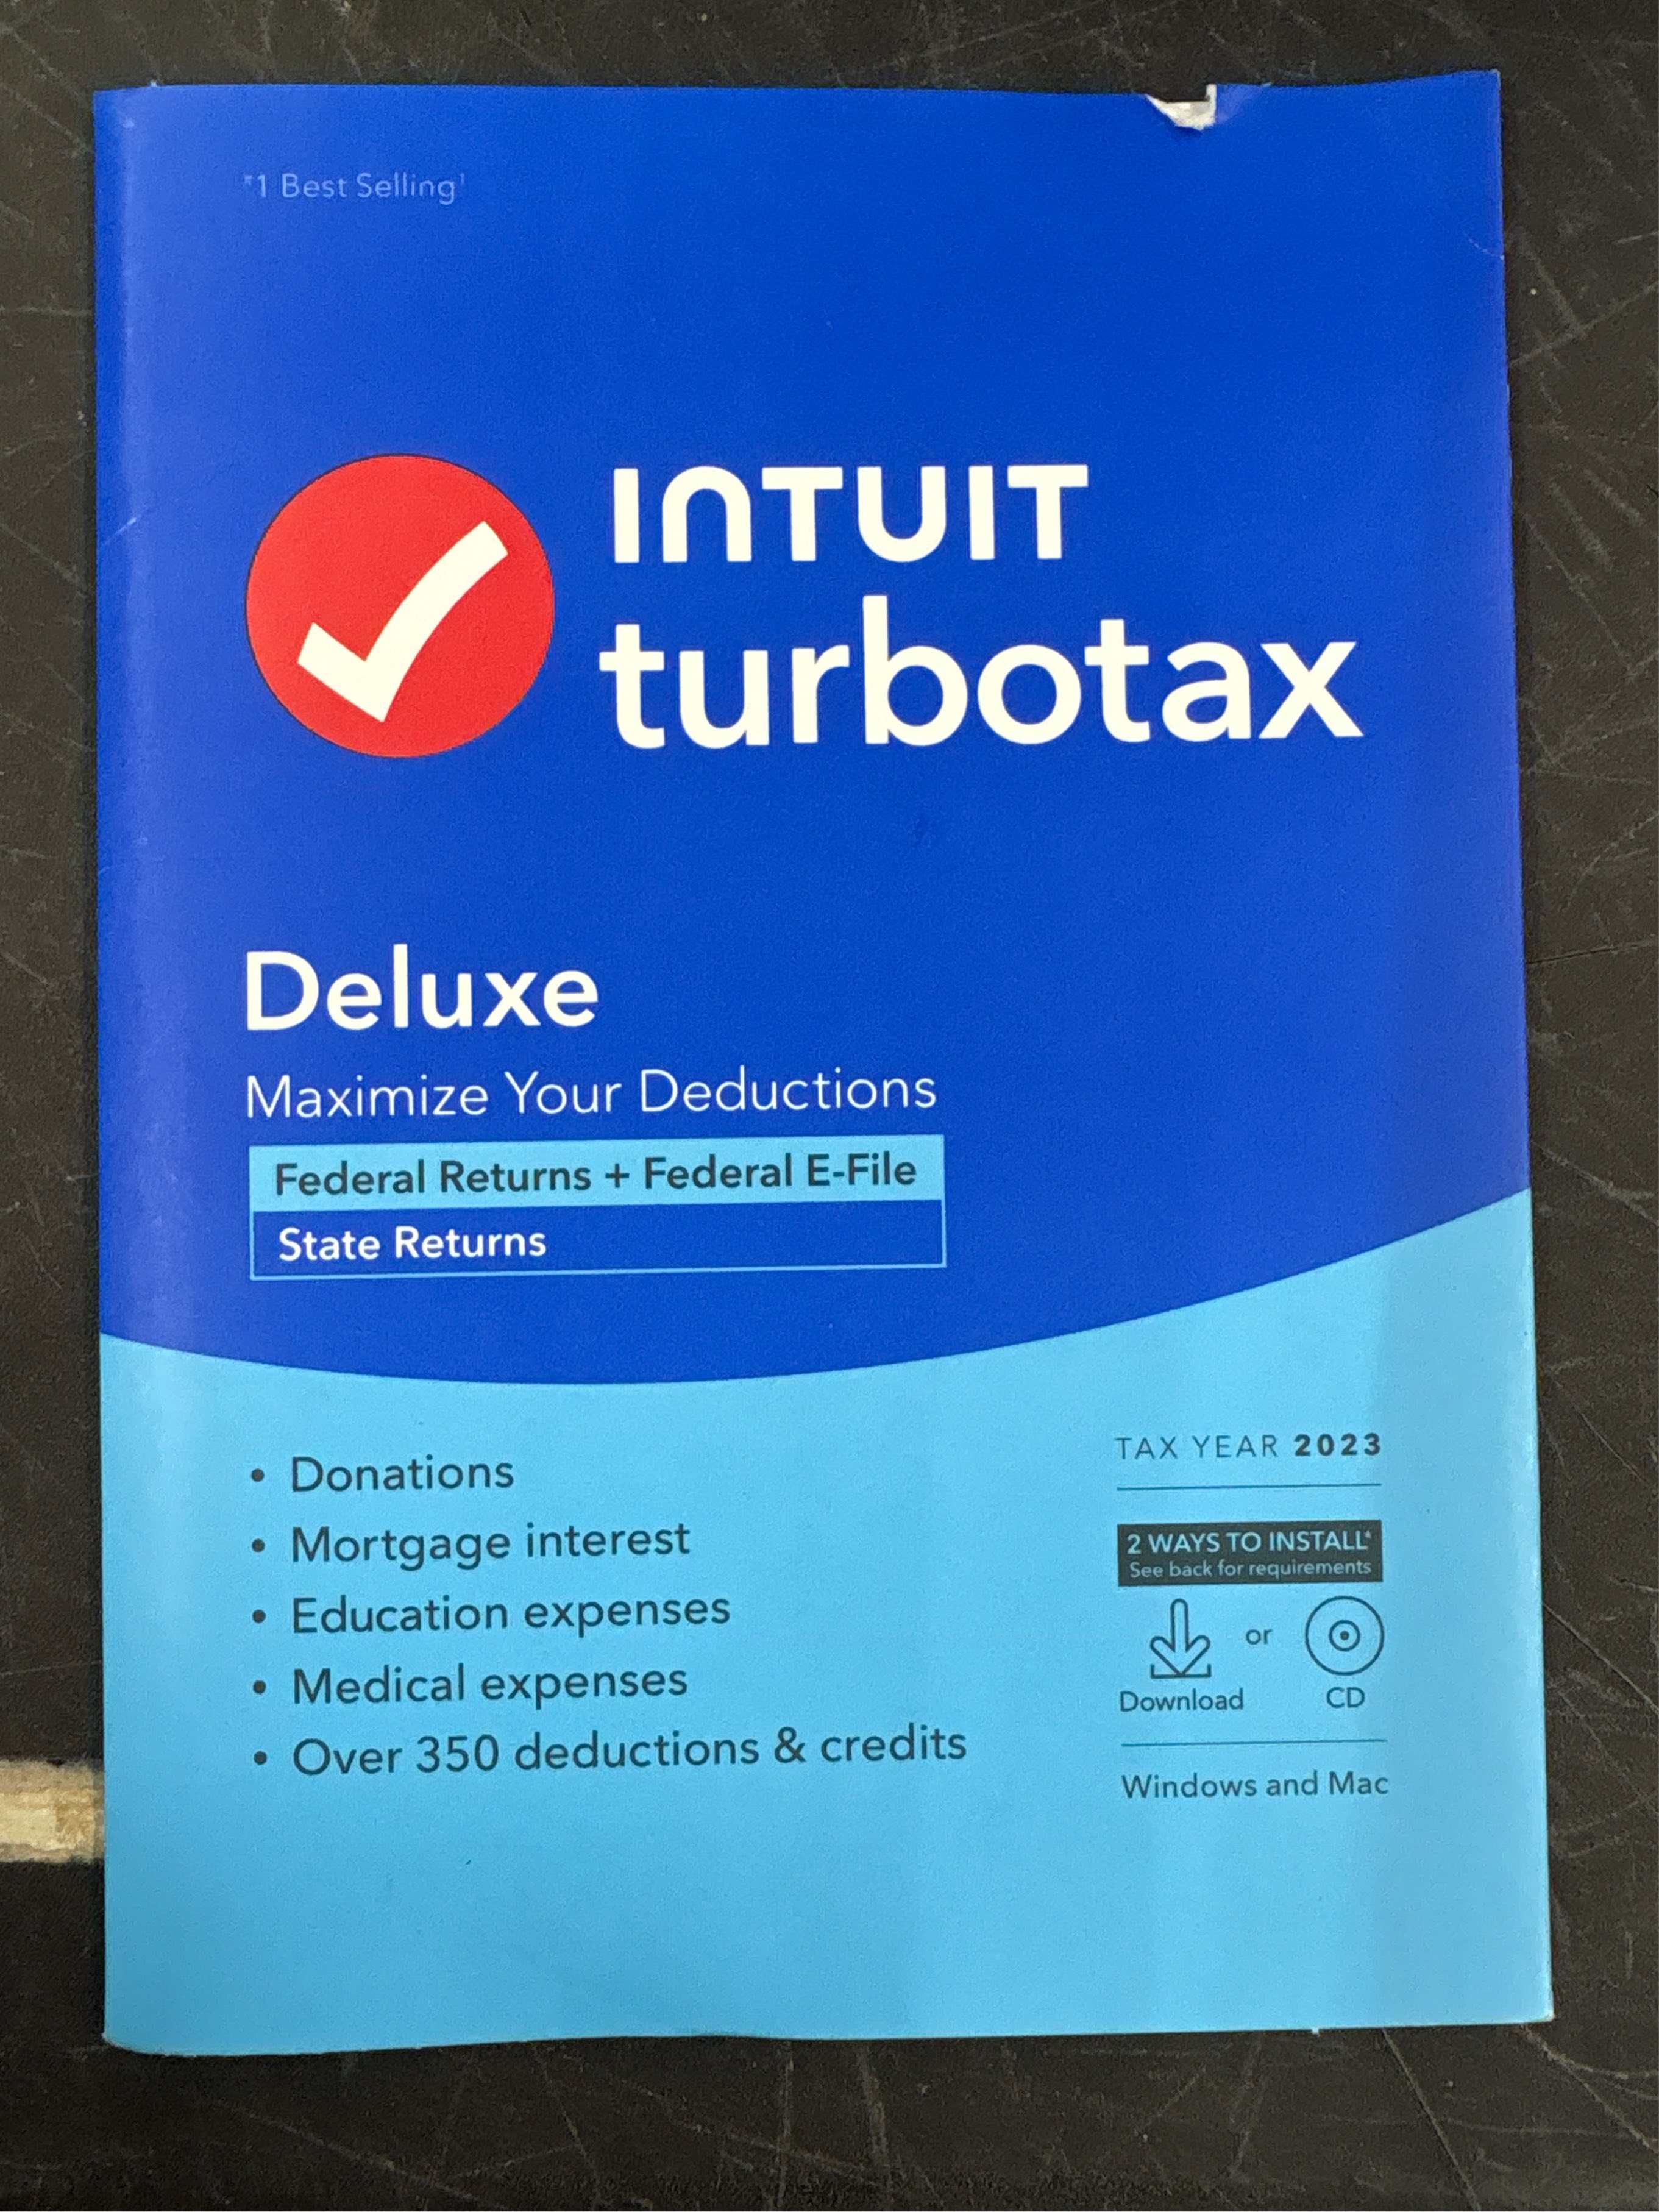 #1 Best Selling¹
INTUIT
turbotax
Deluxe
Maximize Your Deductions
Federal Returns + Federal E-File
State Returns
• Donations
• Mortgage interest
• Education expenses
• Medical expenses
• Over 350 deductions & credits
TAX YEAR 2023
2 WAYS TO INSTALL*
See back for requirements
or
Download
CD
Windows and Mac